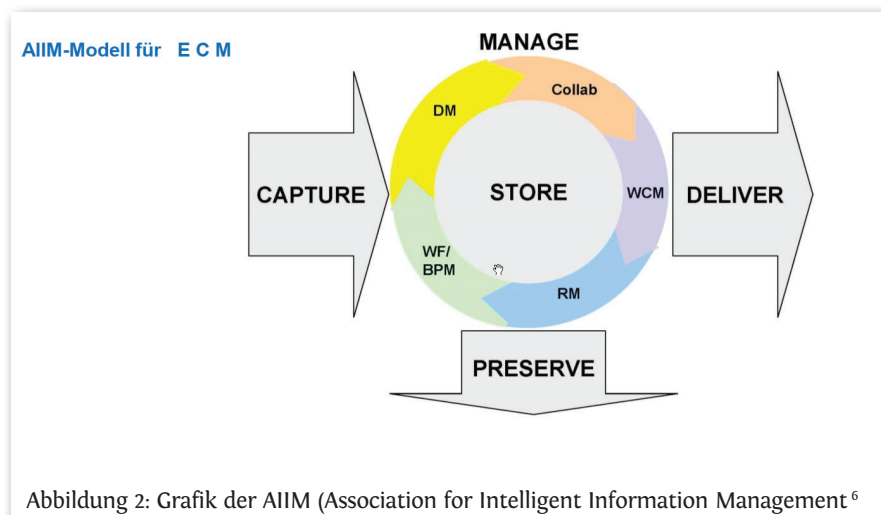 AIIM-Modell für E C M
MANAGE
Collab
DM
CAPTURE
STORE
WCM
DELIVER
WF/
BPM
RM
PRESERVE
Abbildung 2: Grafik der AIIM (Association for Intelligent Information Management 6